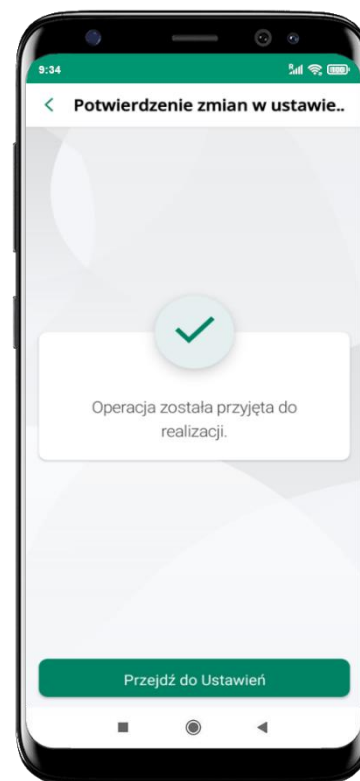 9:34
Potwierdzenie zmian w ustawie..
Operacja została przyjęta do
realizacji.
Przejdź do Ustawień